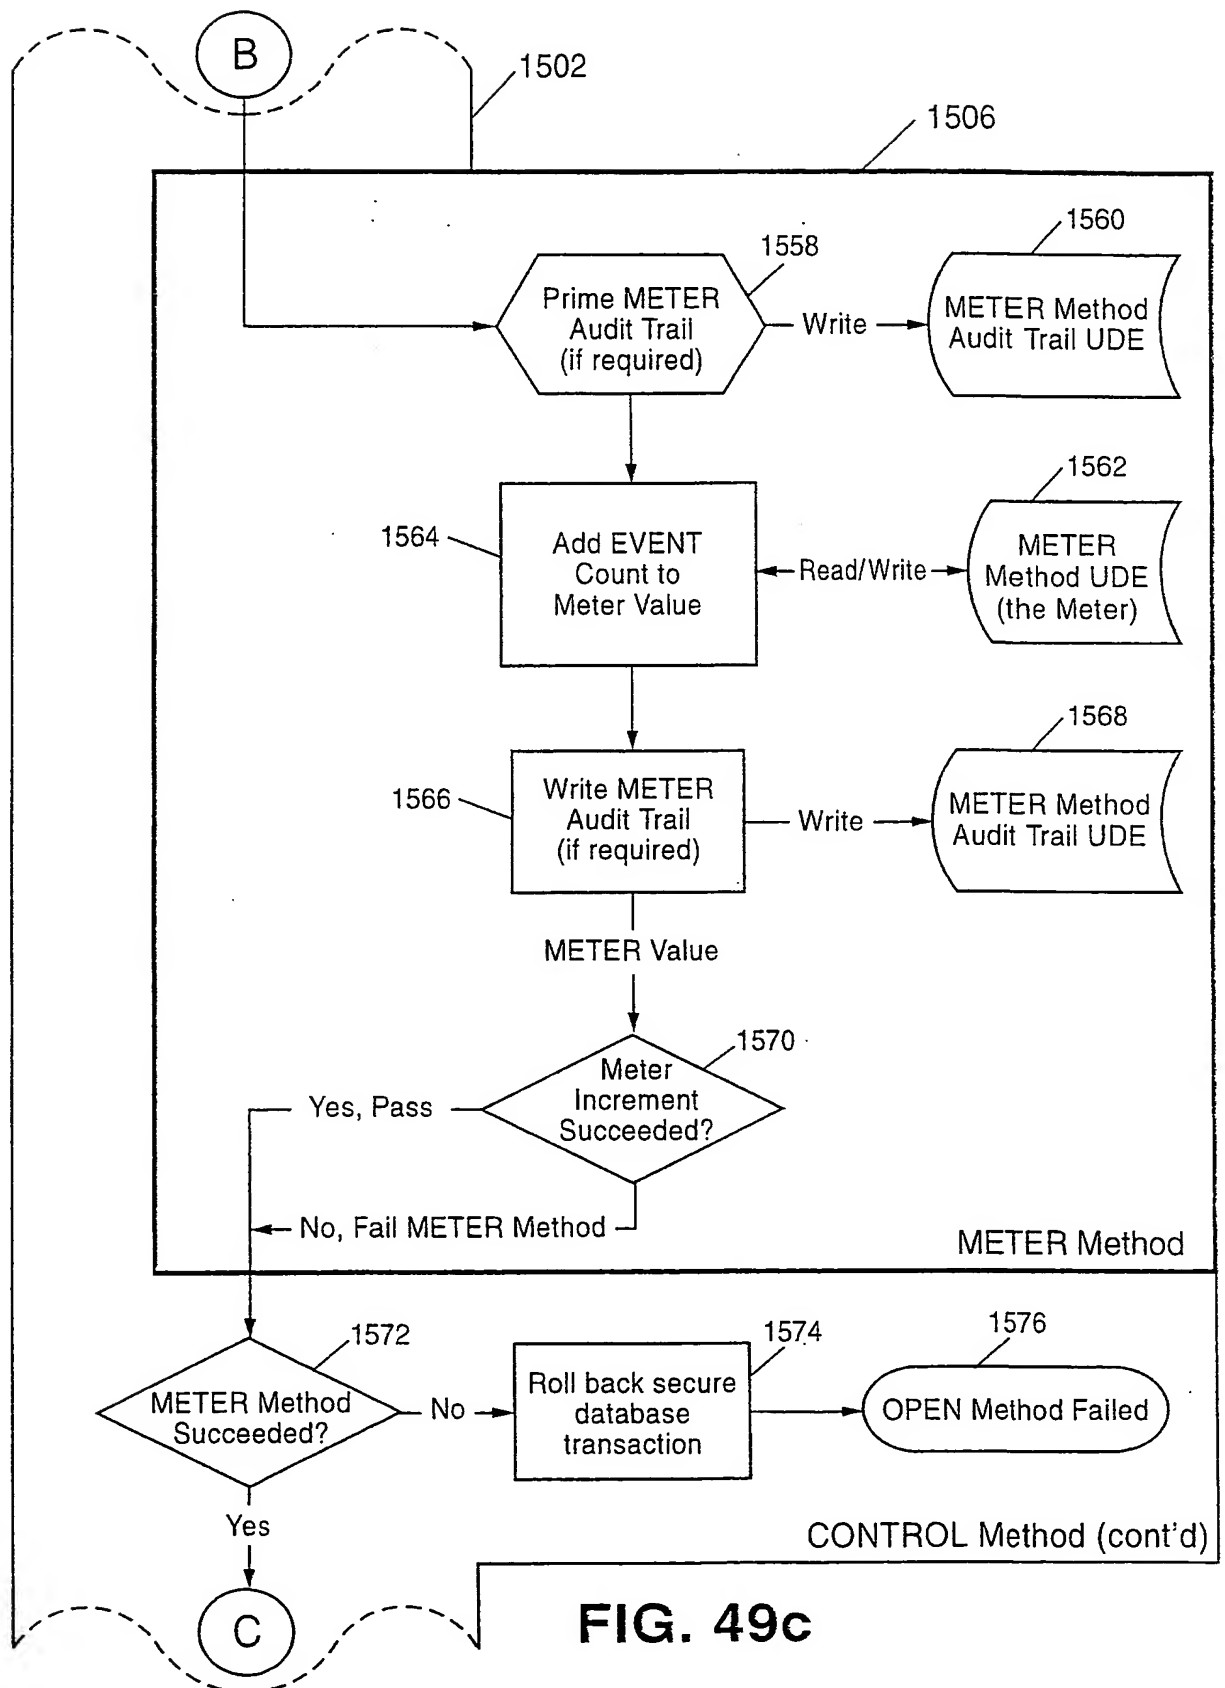 B
1502
1506
1558
1560
Prime METER
Audit Trail
(if required)
Write
METER Method
Audit Trail UDE
1562
1564
Add EVENT
Count to
Meter Value
Read/Write
METER
Method UDE
(the Meter)
1568
1566
Write METER
Audit Trail
(if required)
Write
METER Method
Audit Trail UDE
METER Value
1570
Meter
Increment
Succeeded?
Yes, Pass
No, Fail METER Method
METER Method
1572
1574
1576
METER Method
Succeeded?
No
Roll back secure
database
transaction
OPEN Method Failed
Yes
CONTROL Method (cont'd)
C
FIG. 49c